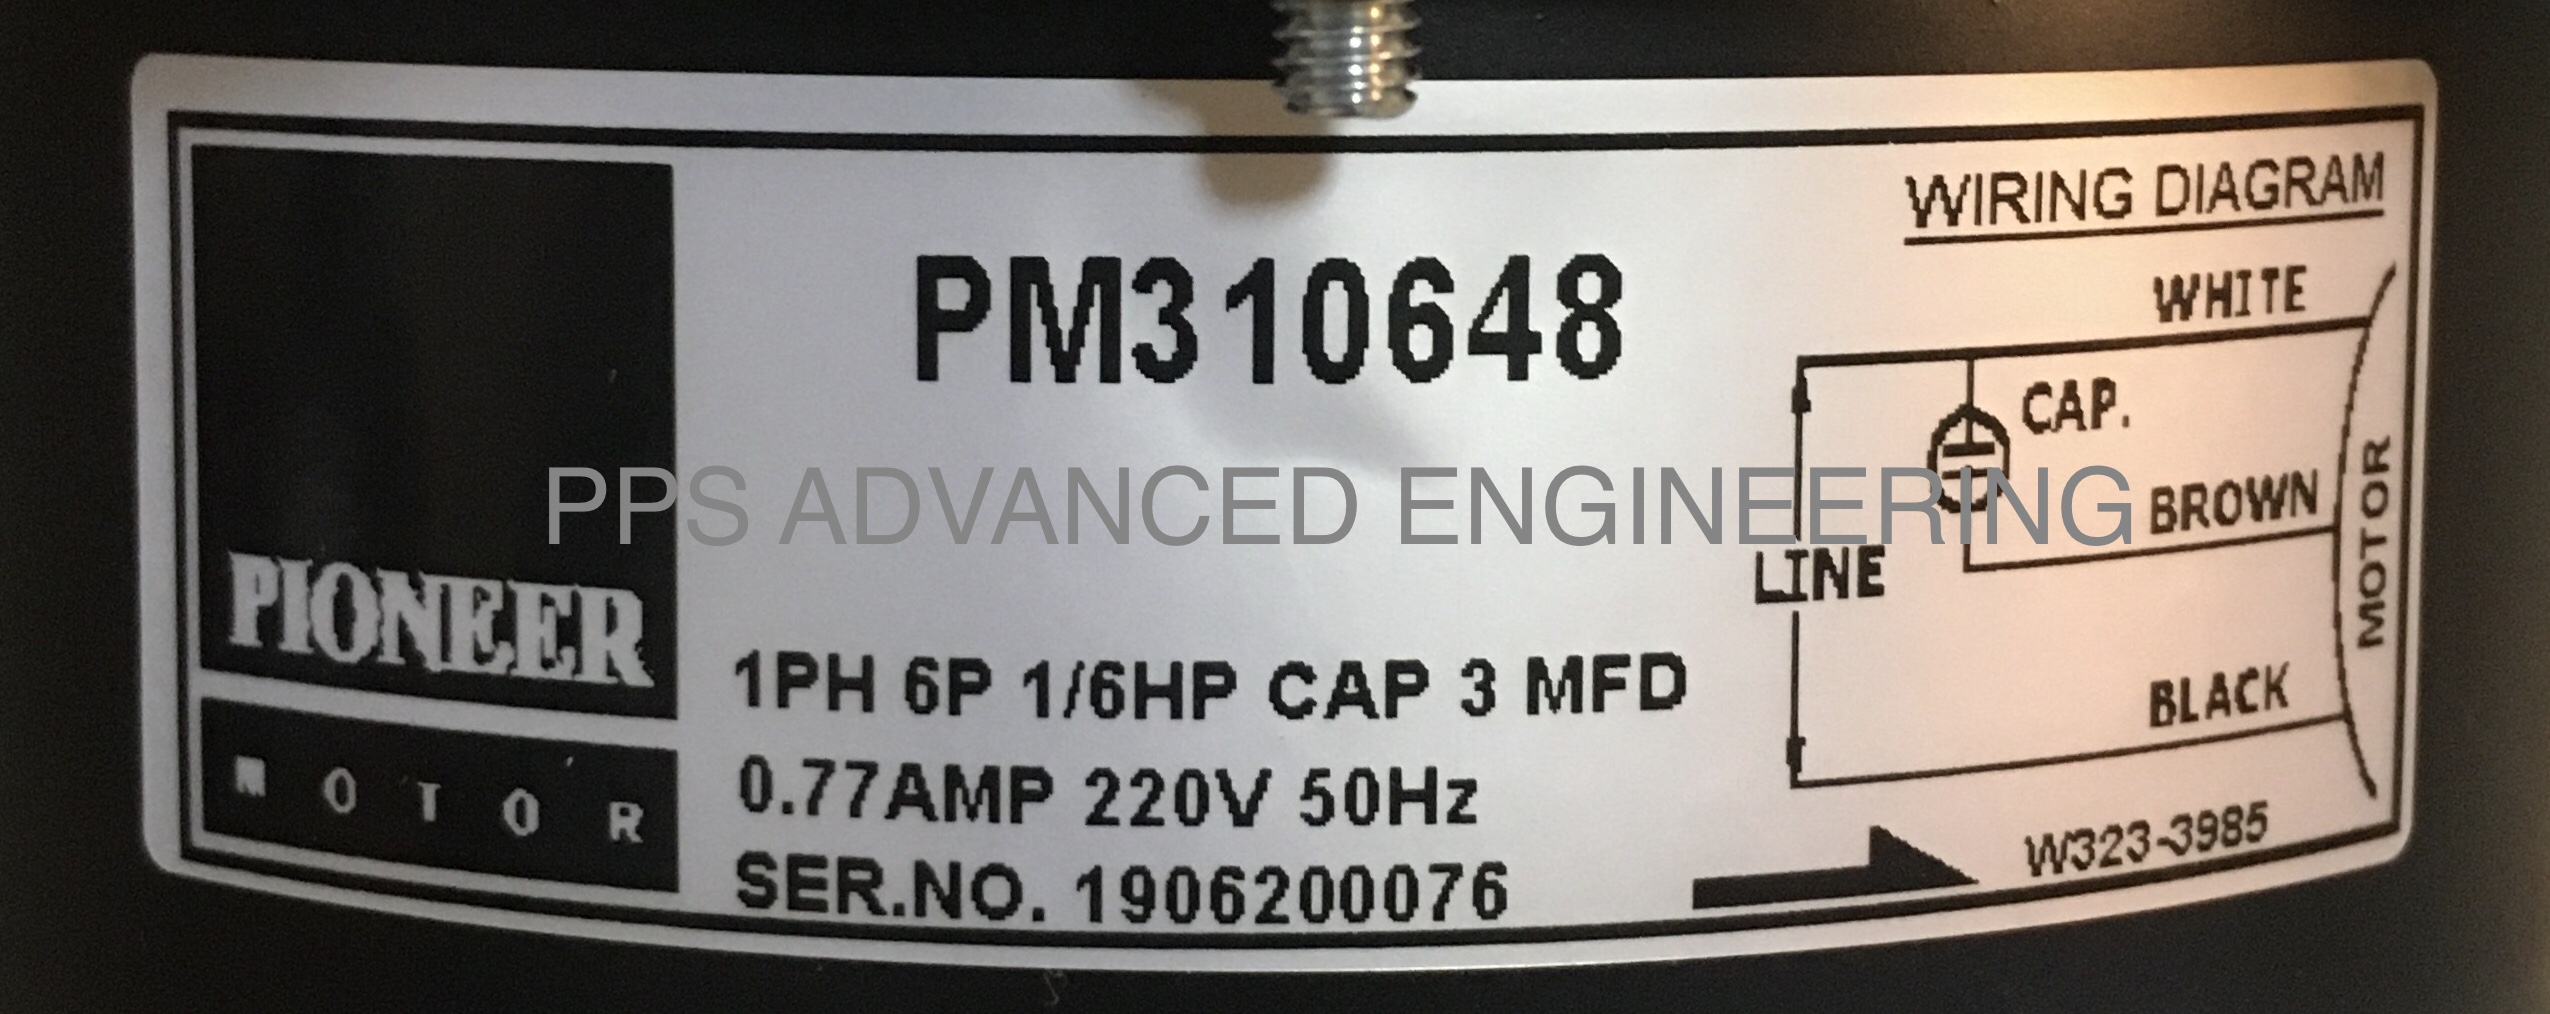 WIRING DIAGRAM
PM310648
WHITE
CAP.
PPS ADVANCED ENGINEERING
BROWN
MOTOR
LINE
PIONEER
MOTOR
1PH 6P 1/6HP CAP 3 MFD
BLACK
0.77AMP 220V 50Hz
SER.NO. 1906200076
W323-3985